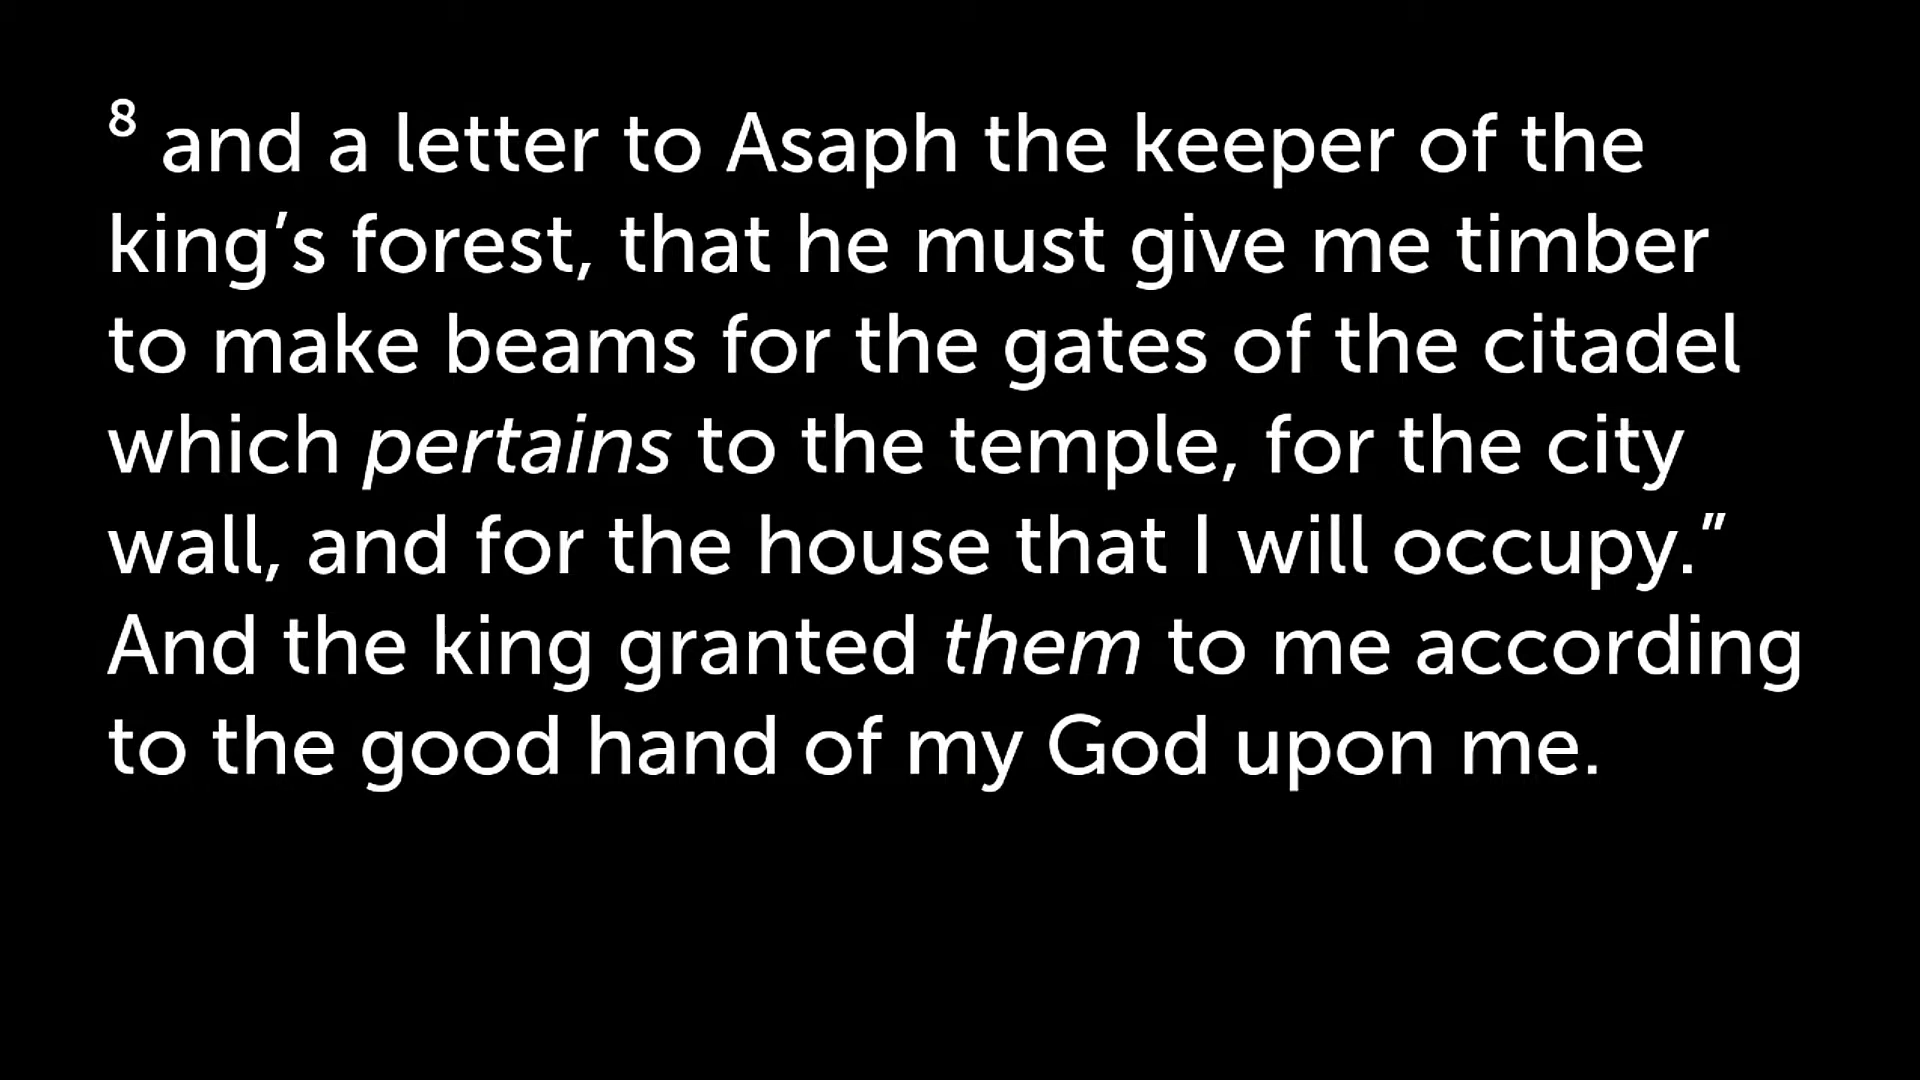 ⁸ and a letter to Asaph the keeper of the
king’s forest, that he must give me timber
to make beams for the gates of the citadel
which pertains to the temple, for the city
wall, and for the house that I will occupy.”
And the king granted them to me according
to the good hand of my God upon me.